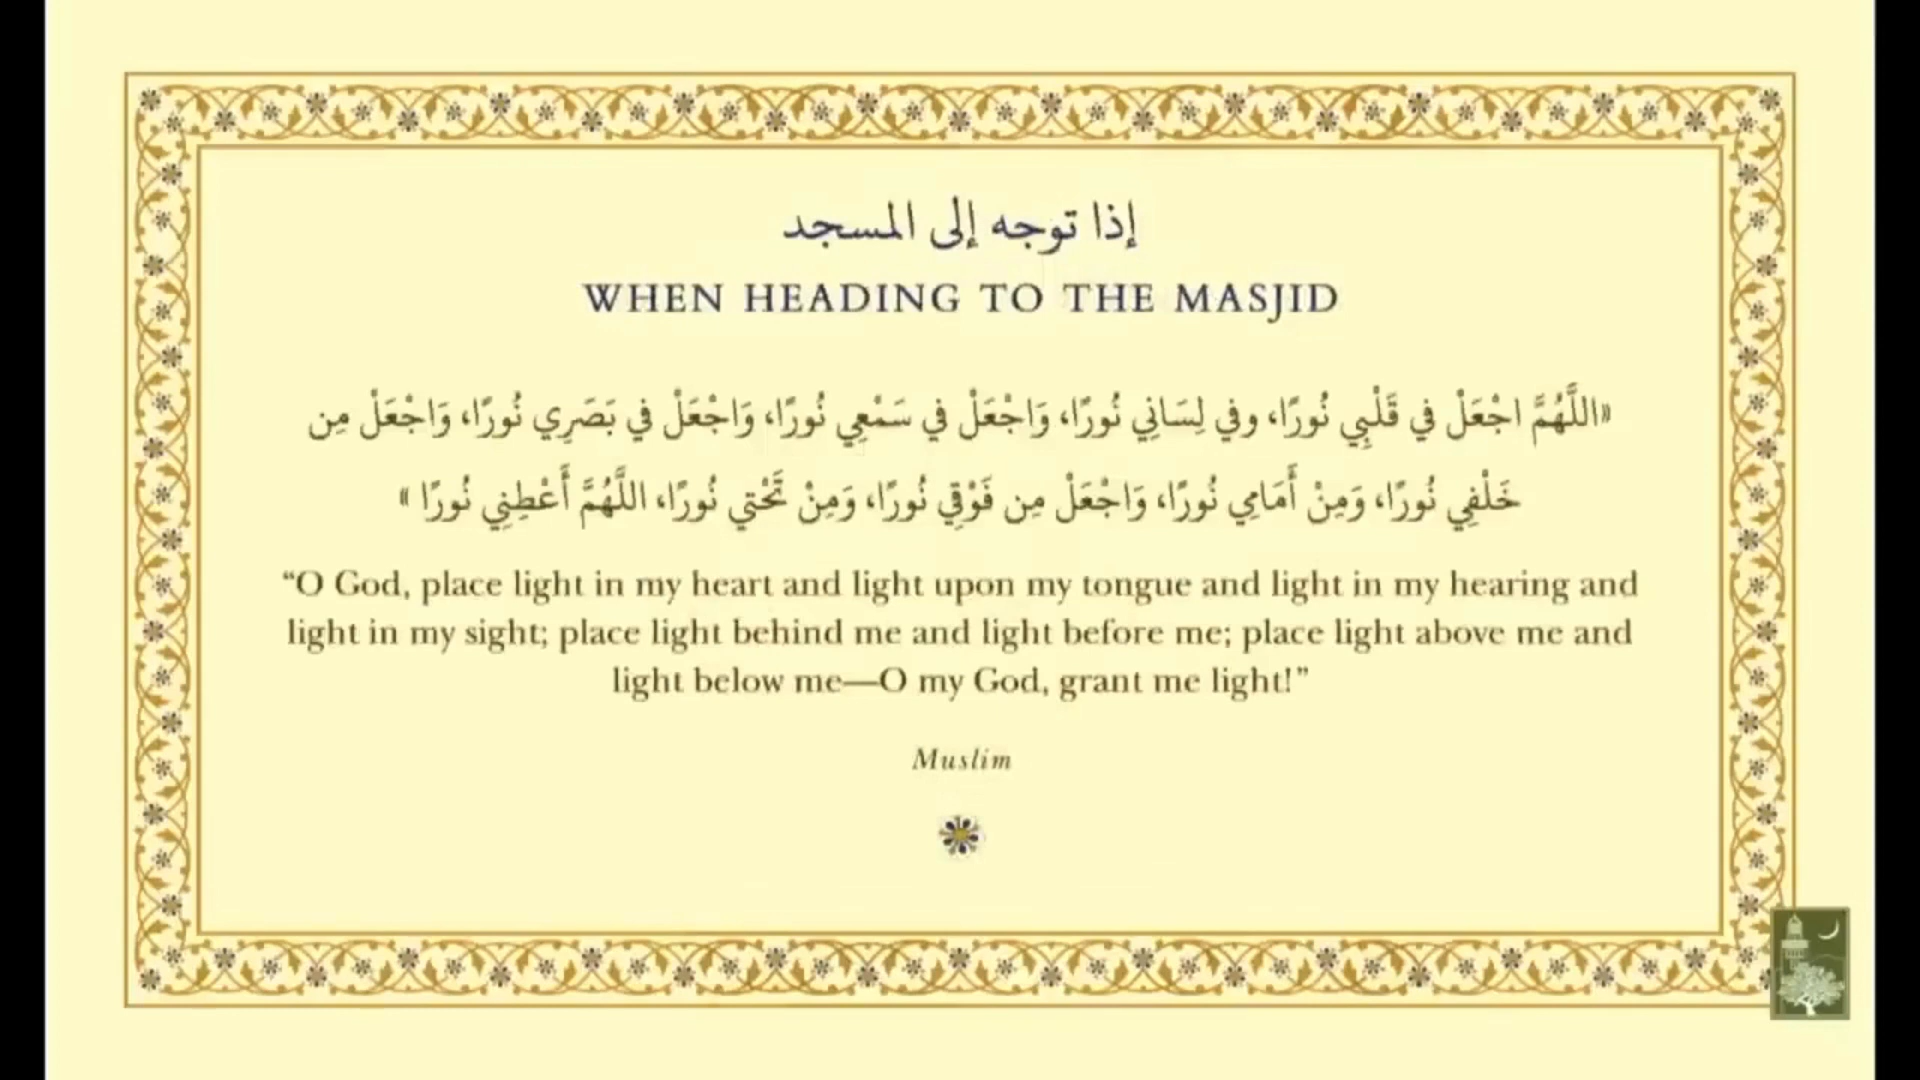 إذا توجه إلى المسجد
WHEN HEADING TO THE MASJID
«اللَّهُمَّ اجْعَلْ في قَلْبِي نُورًا، وفي لِسَانِي نُورًا، وَاجْعَلْ في سَمْعِي نُورًا، وَاجْعَلْ في بَصَرِي نُورًا، وَاجْعَلْ مِن
خَلْفِي نُورًا، وَمِنْ أَمَامِي نُورًا، وَاجْعَلْ مِن فَوْقِي نُورًا، وَمِنْ تَحْتِي نُورًا، اللَّهُمَّ أَعْطِنِي نُورًا »
“O God, place light in my heart and light upon my tongue and light in my hearing and
light in my sight; place light behind me and light before me; place light above me and
light below me—O my God, grant me light!”
Muslim